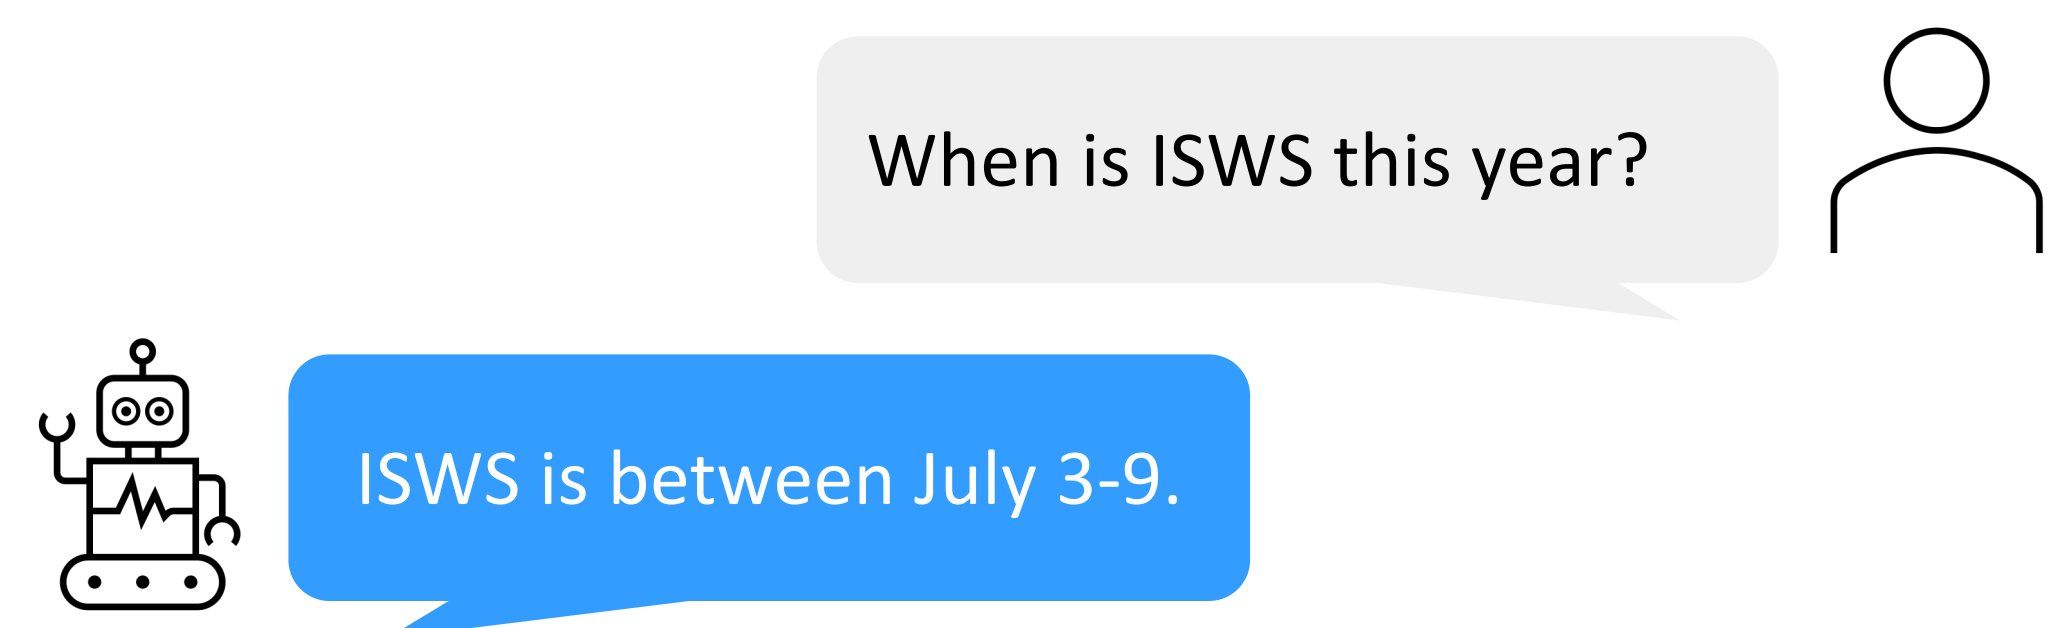 When is ISWS this year?
ISWS is between July 3-9.